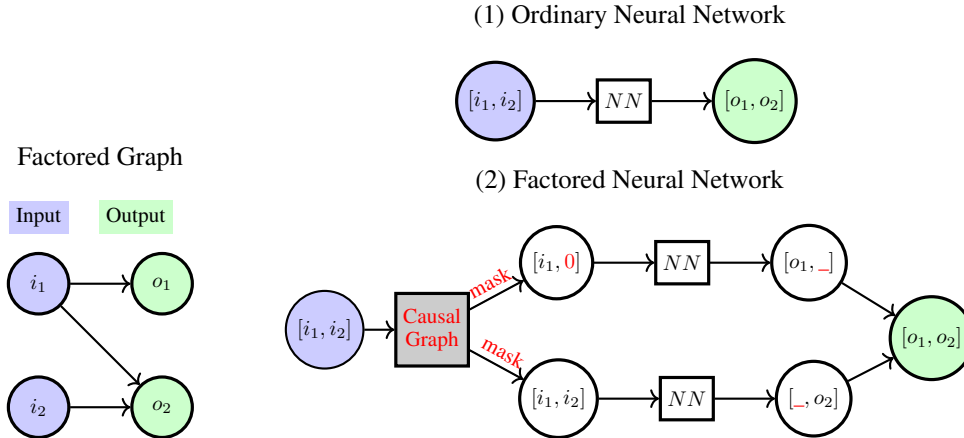 (1) Ordinary Neural Network
[i₁, i₂]
NN
[o₁, o₂]
Factored Graph
Input
Output
i₁
o₁
i₂
o₂
(2) Factored Neural Network
[i₁, i₂]
Causal
Graph
mask
mask
[i₁, 0]
NN
[o₁, _]
[i₁, i₂]
NN
[_, o₂]
[o₁, o₂]